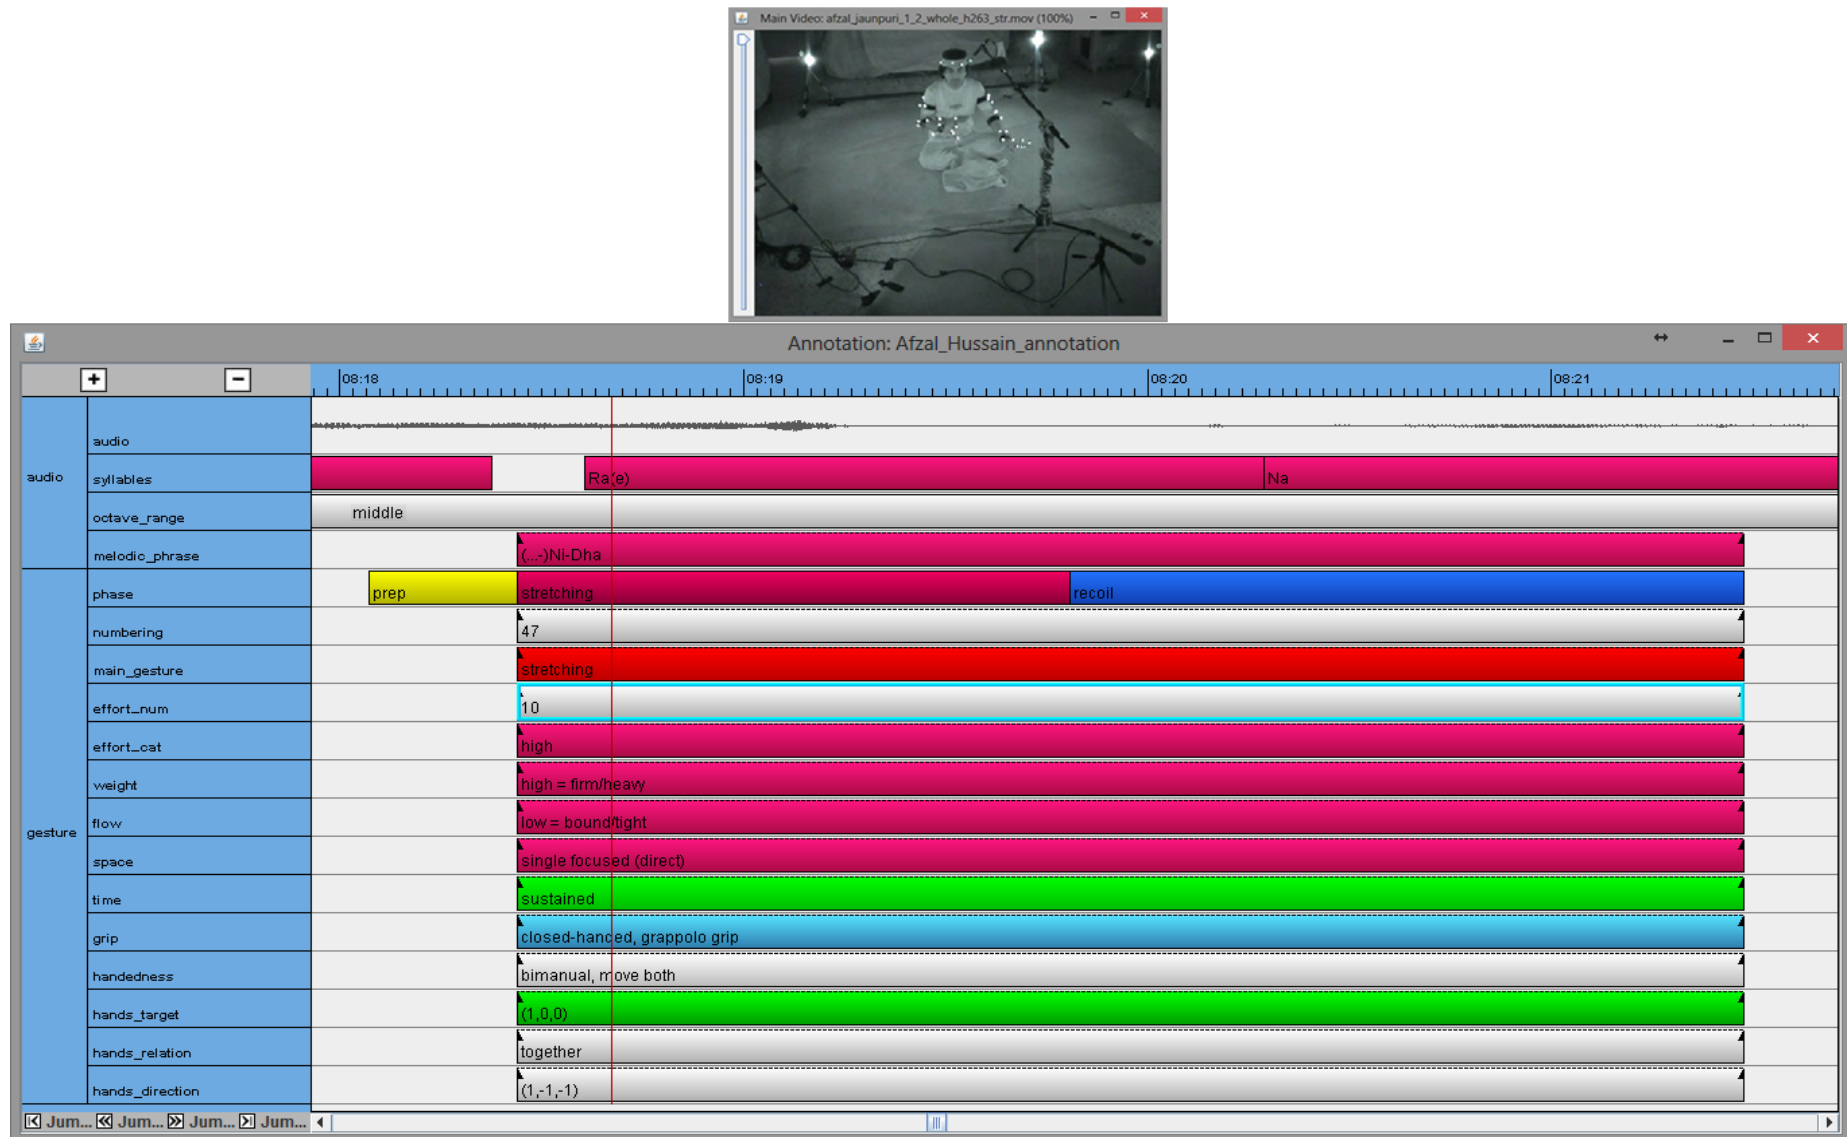 Main Video: afzal_jaunpuri_1_2_whole_h263_str.mov (100%)
Annotation: Afzal_Hussain_annotation
08:18 08:19 08:20 08:21
audio
audio
syllables Ra(e) Na
octave_range middle
melodic_phrase (...-)Ni-Dha
gesture
phase prep stretching recoil
numbering 47
main_gesture stretching
effort_num 10
effort_cat high
weight high = firm/heavy
flow low = bound/tight
space single focused (direct)
time sustained
grip closed-handed, grappolo grip
handedness bimanual, move both
hands_target (1,0,0)
hands_relation together
hands_direction (1,-1,-1)
Jum... Jum... Jum... Jum...